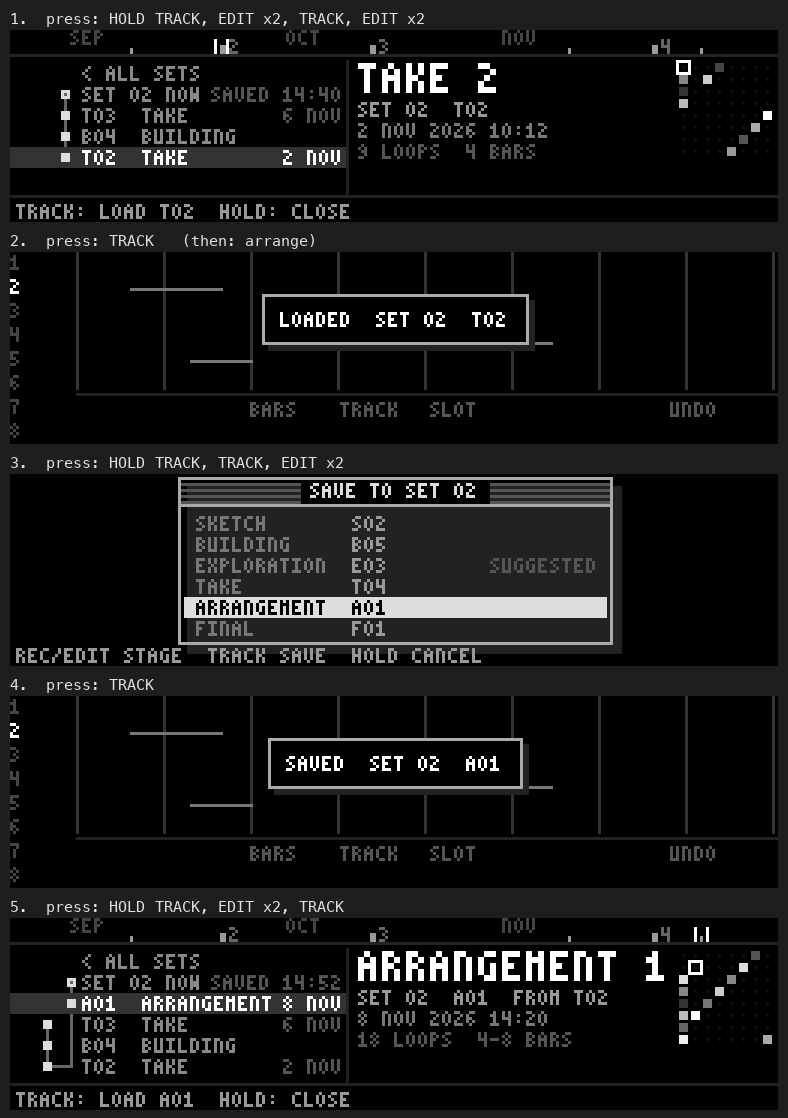 1.  press: HOLD TRACK, EDIT x2, TRACK, EDIT x2
SEP OCT NOV
2 3 4
< ALL SETS
SET 02 NOW SAVED 14:40
T03 TAKE 6 NOV
B04 BUILDING
T02 TAKE 2 NOV
TAKE 2
SET 02 T02
2 NOV 2026 10:12
9 LOOPS 4 BARS
TRACK: LOAD T02 HOLD: CLOSE
2.  press: TRACK   (then: arrange)
1
2
3
4
5
6
7
8
LOADED SET 02 T02
BARS TRACK SLOT UNDO
3.  press: HOLD TRACK, TRACK, EDIT x2
SAVE TO SET 02
SKETCH S02
BUILDING B05
EXPLORATION E03 SUGGESTED
TAKE T04
ARRANGEMENT A01
FINAL F01
REC/EDIT STAGE TRACK SAVE HOLD CANCEL
4.  press: TRACK
1
2
3
4
5
6
7
8
SAVED SET 02 A01
BARS TRACK SLOT UNDO
5.  press: HOLD TRACK, EDIT x2, TRACK
SEP OCT NOV
2 3 4
< ALL SETS
SET 02 NOW SAVED 14:52
A01 ARRANGEMENT 8 NOV
T03 TAKE 6 NOV
B04 BUILDING
T02 TAKE 2 NOV
ARRANGEMENT 1
SET 02 A01 FROM T02
8 NOV 2026 14:20
18 LOOPS 4-8 BARS
TRACK: LOAD A01 HOLD: CLOSE